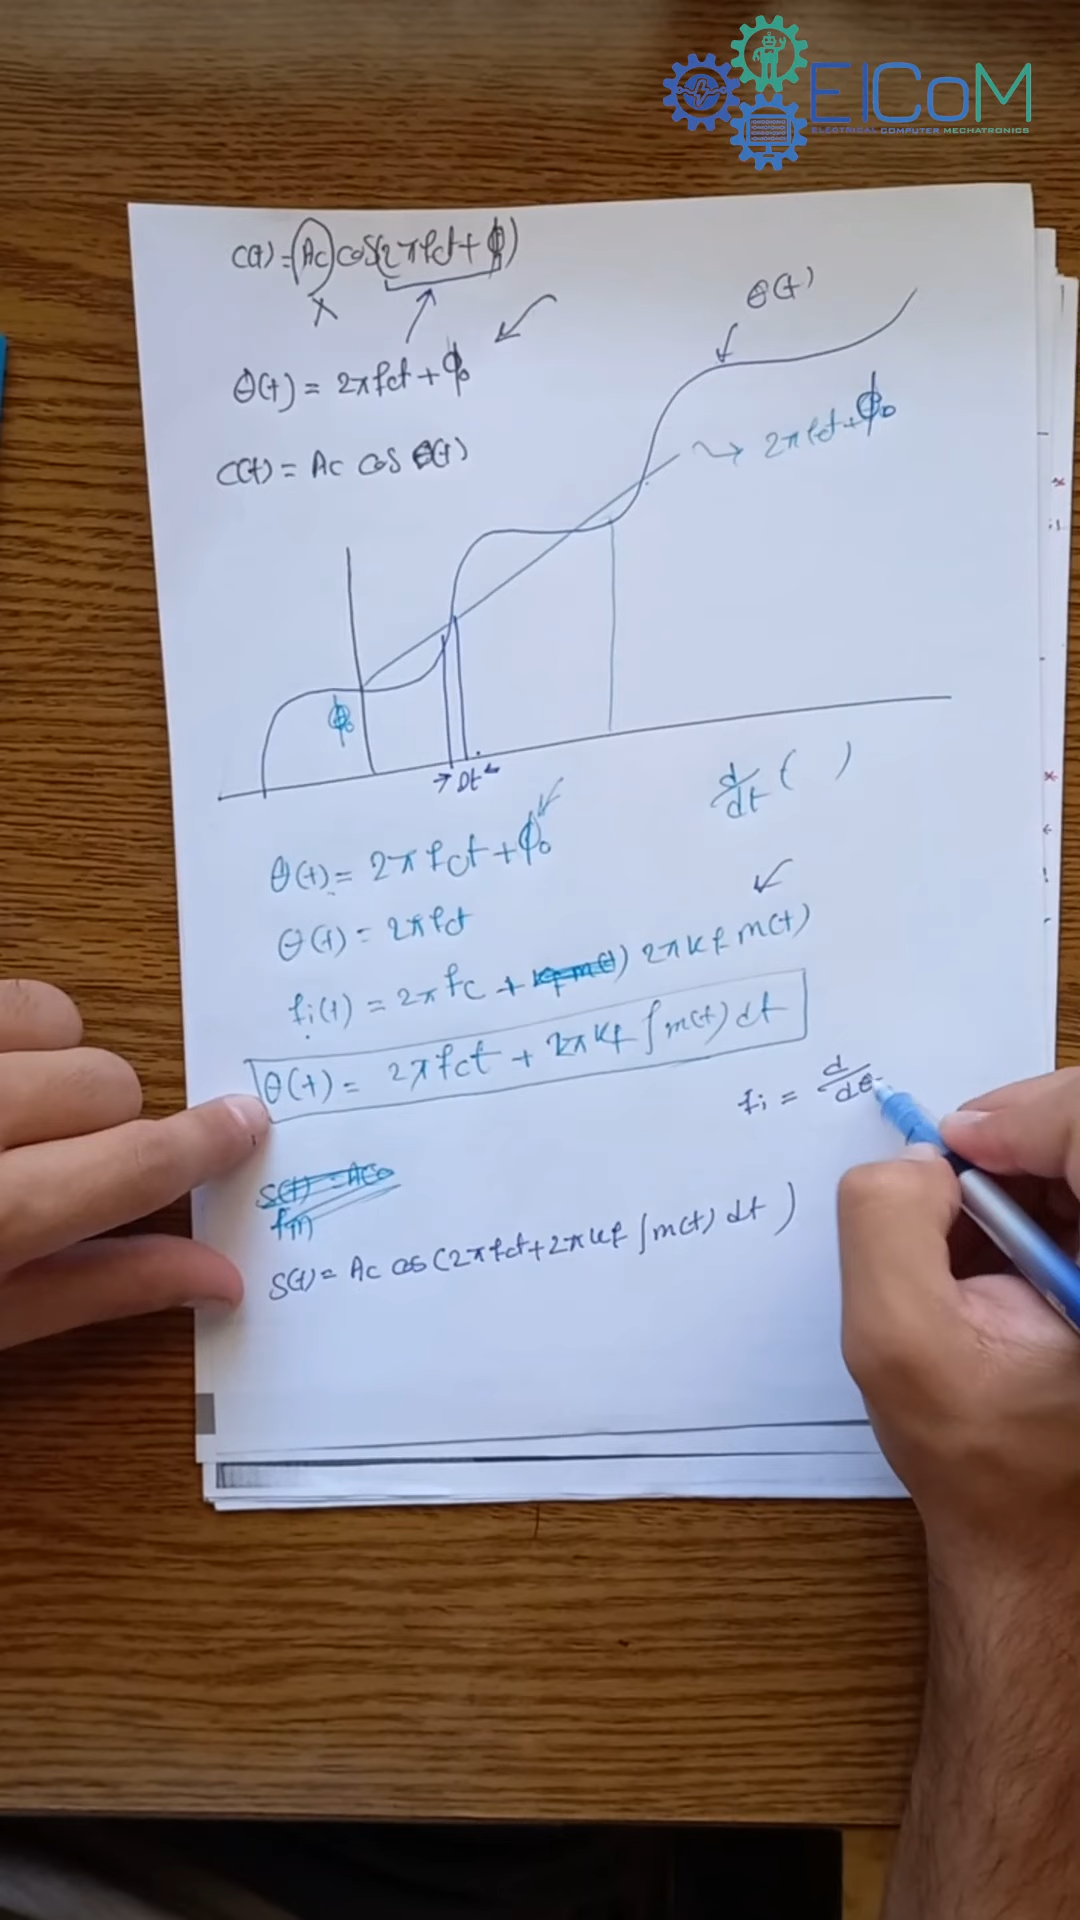 EICoM
ELECTRICAL COMPUTER MECHATRONICS
C(t) = Ac cos(2πfct + ϕ)
X
θ(t) = 2πfct + ϕ₀
C(t) = Ac cos θ(t)
θ(t)
2πfct + ϕ₀
ϕ₀
→ Dt ←
d/dt ( )
θ(t) = 2πfct + ϕ₀
θ(t) = 2πfct
fi(t) = 2πfc + 2πkf m(t)
θ(t) = 2πfct + 2πkf ∫m(t) dt
fi = d/dθ
S(t) = Ac
S(t) = Ac cos(2πfct + 2πkf ∫m(t) dt)